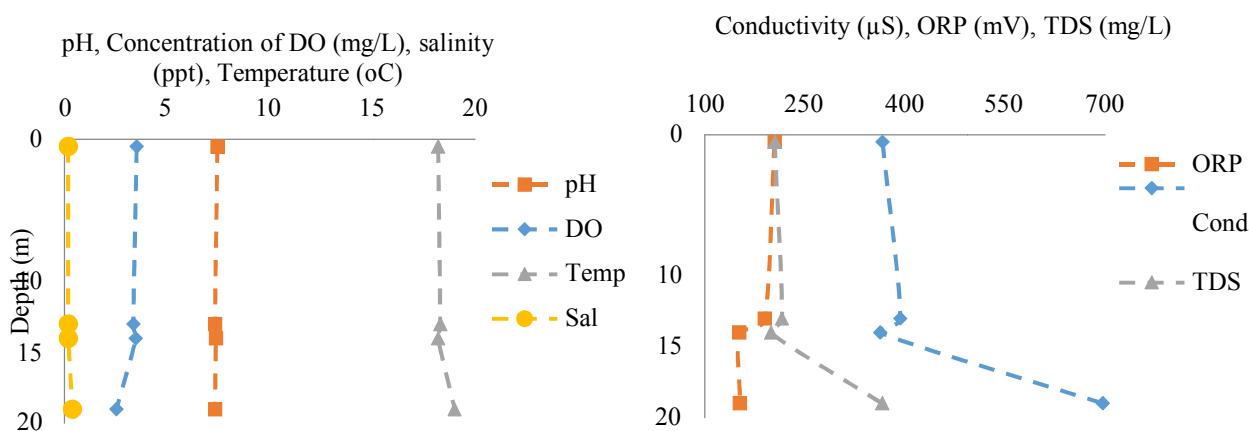 pH, Concentration of DO (mg/L), salinity
(ppt), Temperature (oC)
0 5 10 15 20
0
10
15
20
Depth (m)
pH
DO
Temp
Sal
Conductivity (µS), ORP (mV), TDS (mg/L)
100 250 400 550 700
0
5
10
15
20
ORP
Cond
TDS